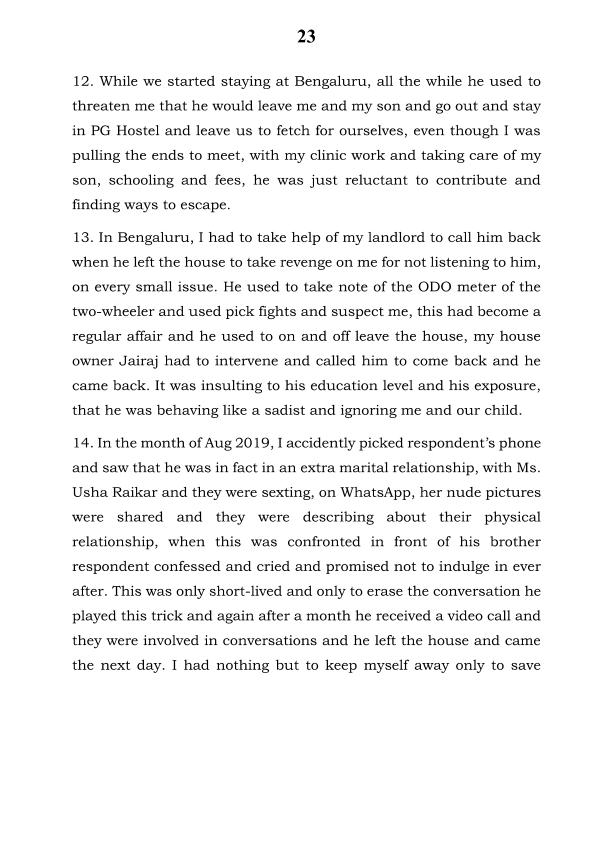 23
12. While we started staying at Bengaluru, all the while he used to
threaten me that he would leave me and my son and go out and stay
in PG Hostel and leave us to fetch for ourselves, even though I was
pulling the ends to meet, with my clinic work and taking care of my
son, schooling and fees, he was just reluctant to contribute and
finding ways to escape.
13. In Bengaluru, I had to take help of my landlord to call him back
when he left the house to take revenge on me for not listening to him,
on every small issue. He used to take note of the ODO meter of the
two-wheeler and used pick fights and suspect me, this had become a
regular affair and he used to on and off leave the house, my house
owner Jairaj had to intervene and called him to come back and he
came back. It was insulting to his education level and his exposure,
that he was behaving like a sadist and ignoring me and our child.
14. In the month of Aug 2019, I accidently picked respondent’s phone
and saw that he was in fact in an extra marital relationship, with Ms.
Usha Raikar and they were sexting, on WhatsApp, her nude pictures
were shared and they were describing about their physical
relationship, when this was confronted in front of his brother
respondent confessed and cried and promised not to indulge in ever
after. This was only short-lived and only to erase the conversation he
played this trick and again after a month he received a video call and
they were involved in conversations and he left the house and came
the next day. I had nothing but to keep myself away only to save